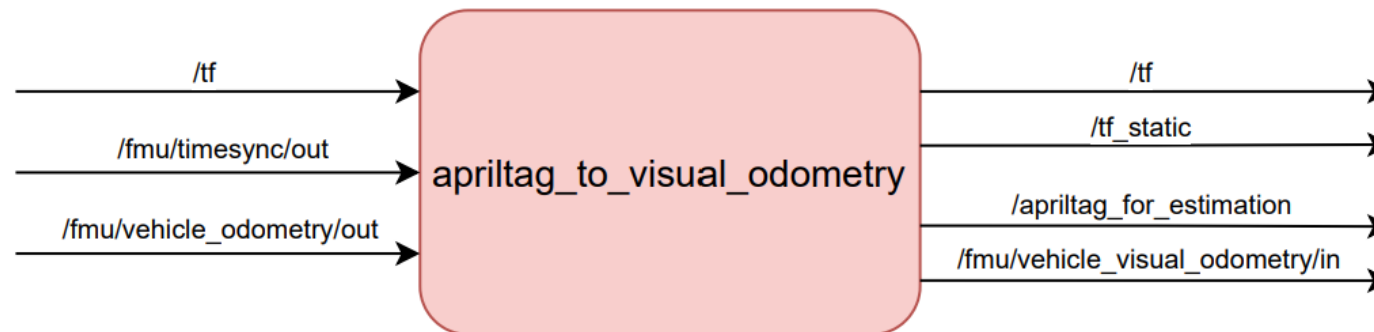 /tf
/fmu/timesync/out
/fmu/vehicle_odometry/out
apriltag_to_visual_odometry
/tf
/tf_static
/apriltag_for_estimation
/fmu/vehicle_visual_odometry/in